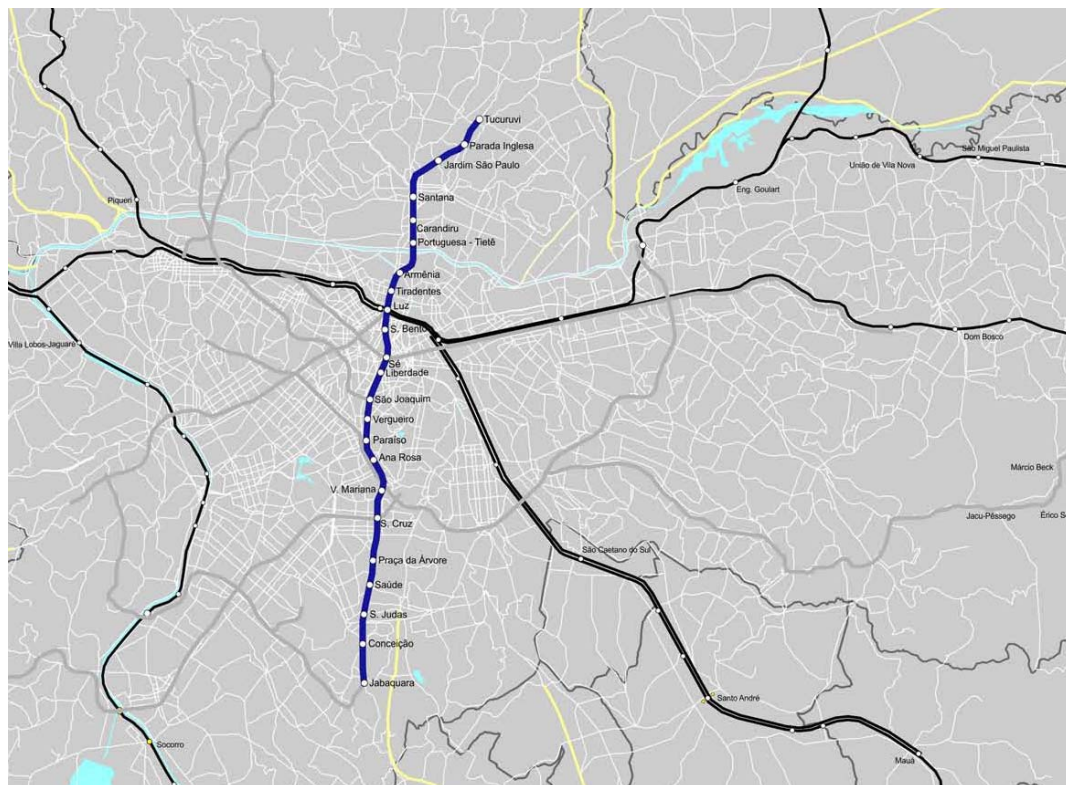 Tucuruvi
Parada Inglesa
São Miguel Paulista
Jardim São Paulo
União de Vila Nova
Eng. Goulart
Santana
Piqueri
Carandiru
Portuguesa - Tietê
Armênia
Tiradentes
Luz
S. Bento
Dom Bosco
Villa Lobos-Jaguaré
Sé
Liberdade
São Joaquim
Vergueiro
Paraíso
Ana Rosa
Márcio Beck
V. Mariana
Jacu-Pêssego
Érico S
S. Cruz
São Caetano do Sul
Praça da Árvore
Saúde
S. Judas
Conceição
Jabaquara
Santo André
Socorro
Mauá